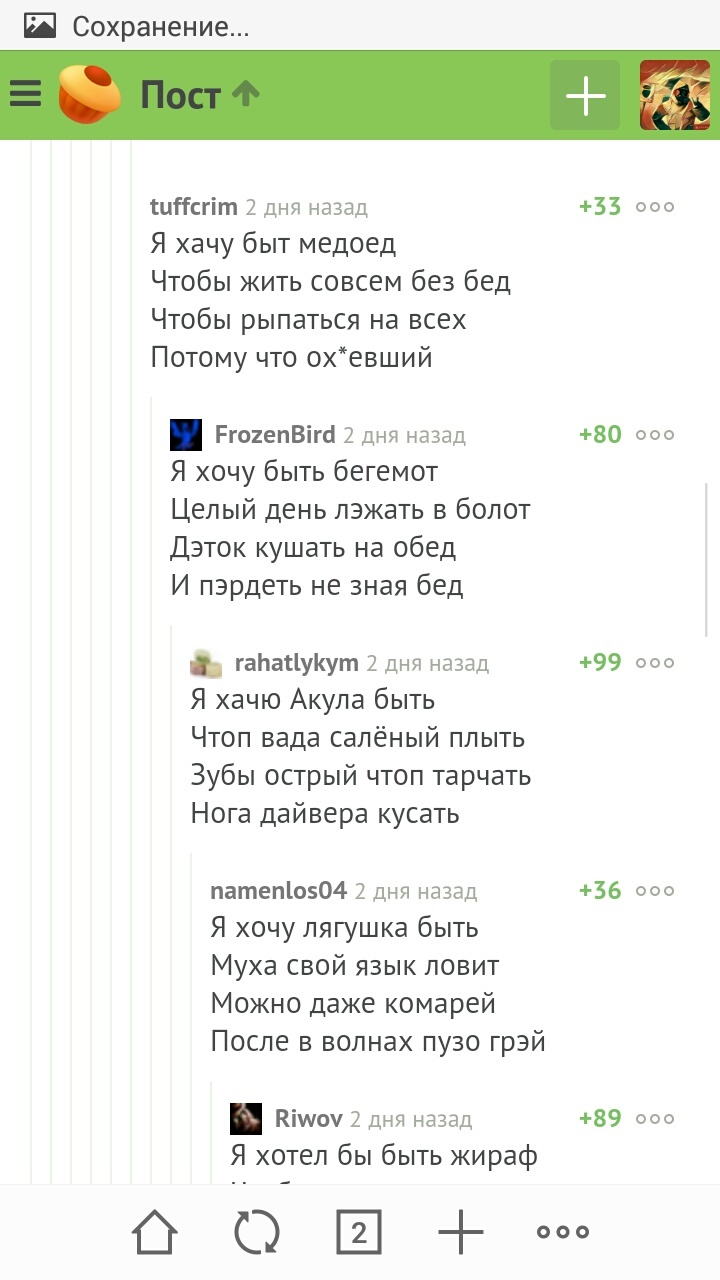 Сохранение...
Пост
tuffcrim 2 дня назад +33
Я хачу быт медоед
Чтобы жить совсем без бед
Чтобы рыпаться на всех
Потому что ох*евший
FrozenBird 2 дня назад +80
Я хочу быть бегемот
Целый день лэжать в болот
Дэток кушать на обед
И пэрдеть не зная бед
rahatlykym 2 дня назад +99
Я хачю Акула быть
Чтоп вада салёный плыть
Зубы острый чтоп тарчать
Нога дайвера кусать
namenlos04 2 дня назад +36
Я хочу лягушка быть
Муха свой язык ловит
Можно даже комарей
После в волнах пузо грэй
Riwov 2 дня назад +89
Я хотел бы быть жираф
2